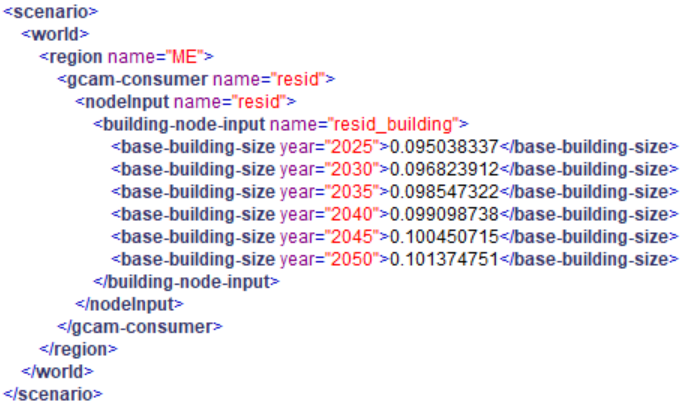 <scenario>
<world>
<region name="ME">
<gcam-consumer name="resid">
<nodeInput name="resid">
<building-node-input name="resid_building">
<base-building-size year="2025">0.095038337</base-building-size>
<base-building-size year="2030">0.096823912</base-building-size>
<base-building-size year="2035">0.098547322</base-building-size>
<base-building-size year="2040">0.099098738</base-building-size>
<base-building-size year="2045">0.100450715</base-building-size>
<base-building-size year="2050">0.101374751</base-building-size>
</building-node-input>
</nodeInput>
</gcam-consumer>
</region>
</world>
</scenario>